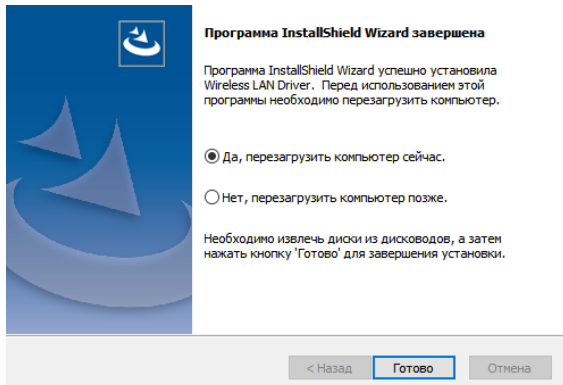 Программа InstallShield Wizard завершена
Программа InstallShield Wizard успешно установила
Wireless LAN Driver. Перед использованием этой
программы необходимо перезагрузить компьютер.
Да, перезагрузить компьютер сейчас.
Нет, перезагрузить компьютер позже.
Необходимо извлечь диски из дисководов, а затем
нажать кнопку 'Готово' для завершения установки.
< Назад Готово Отмена